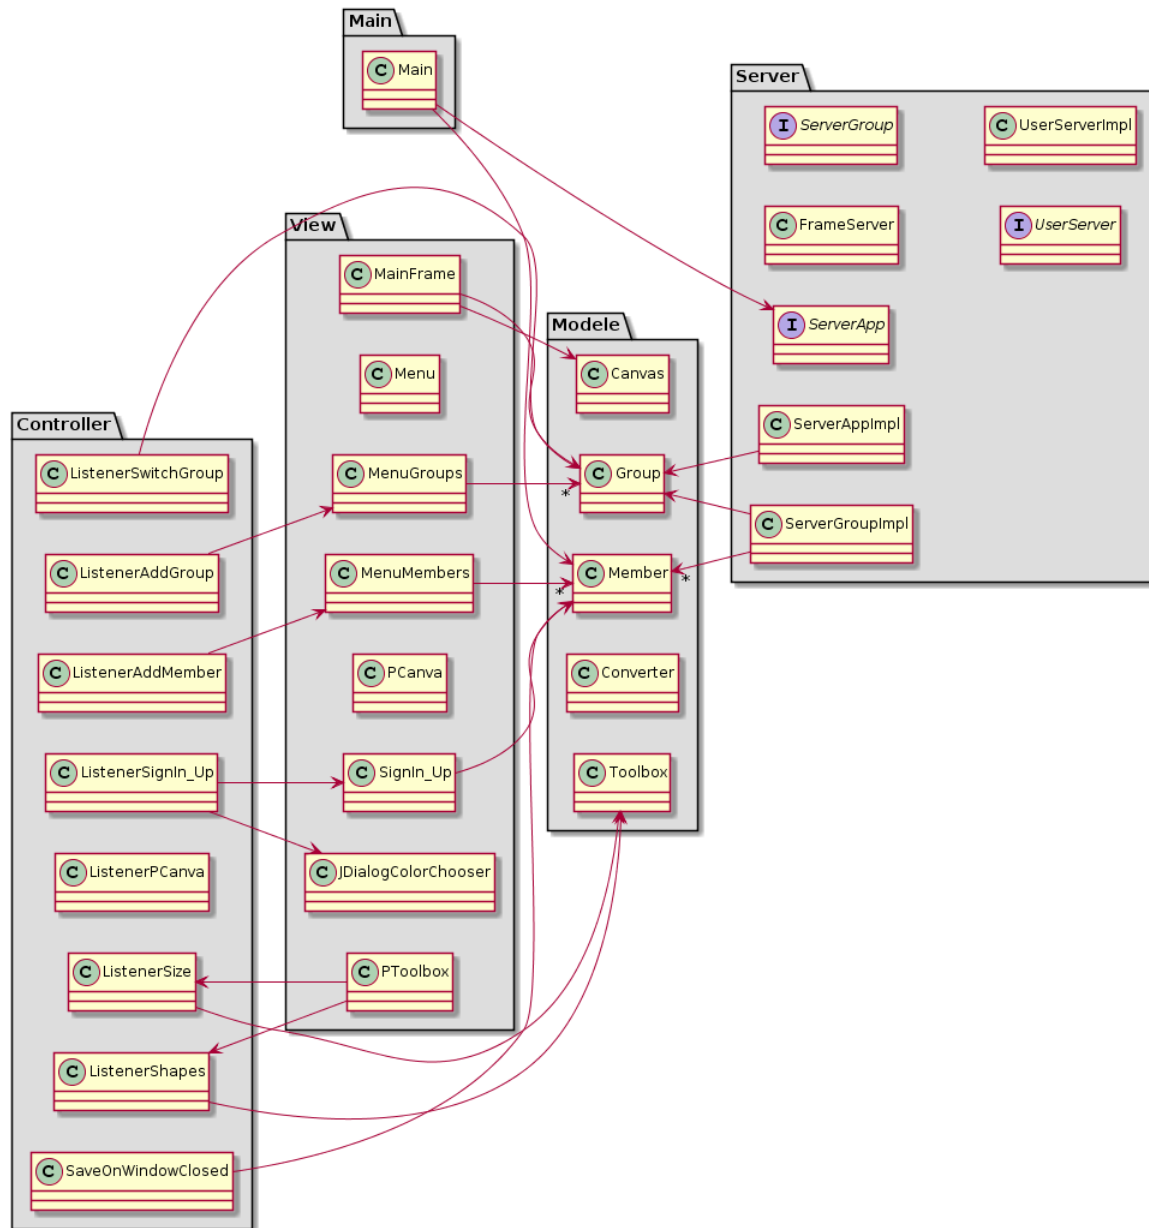 Main
C Main
Server
I ServerGroup
C UserServerImpl
C FrameServer
I UserServer
I ServerApp
C ServerAppImpl
C ServerGroupImpl
*
View
C MainFrame
C Menu
C MenuGroups
C MenuMembers
C PCanva
C SignIn_Up
C JDialogColorChooser
C PToolbox
Modele
C Canvas
C Group
*
C Member
*
C Converter
C Toolbox
Controller
C ListenerSwitchGroup
C ListenerAddGroup
C ListenerAddMember
C ListenerSignIn_Up
C ListenerPCanva
C ListenerSize
C ListenerShapes
C SaveOnWindowClosed